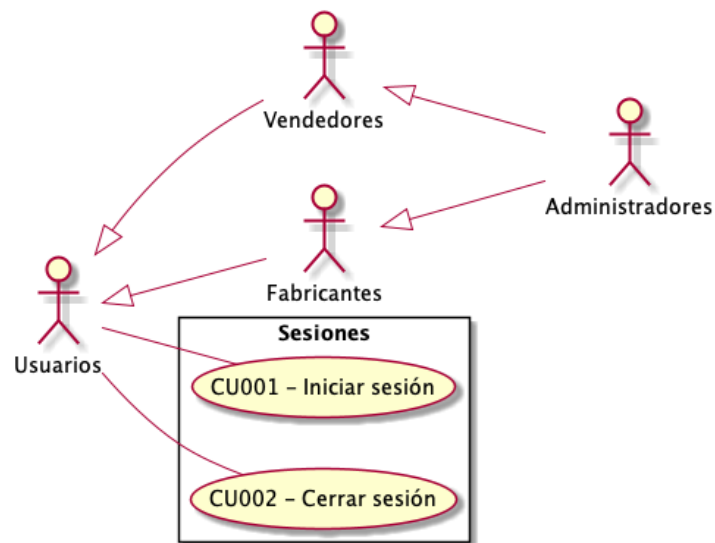 Vendedores
Administradores
Fabricantes
Usuarios
Sesiones
CU001 – Iniciar sesión
CU002 – Cerrar sesión